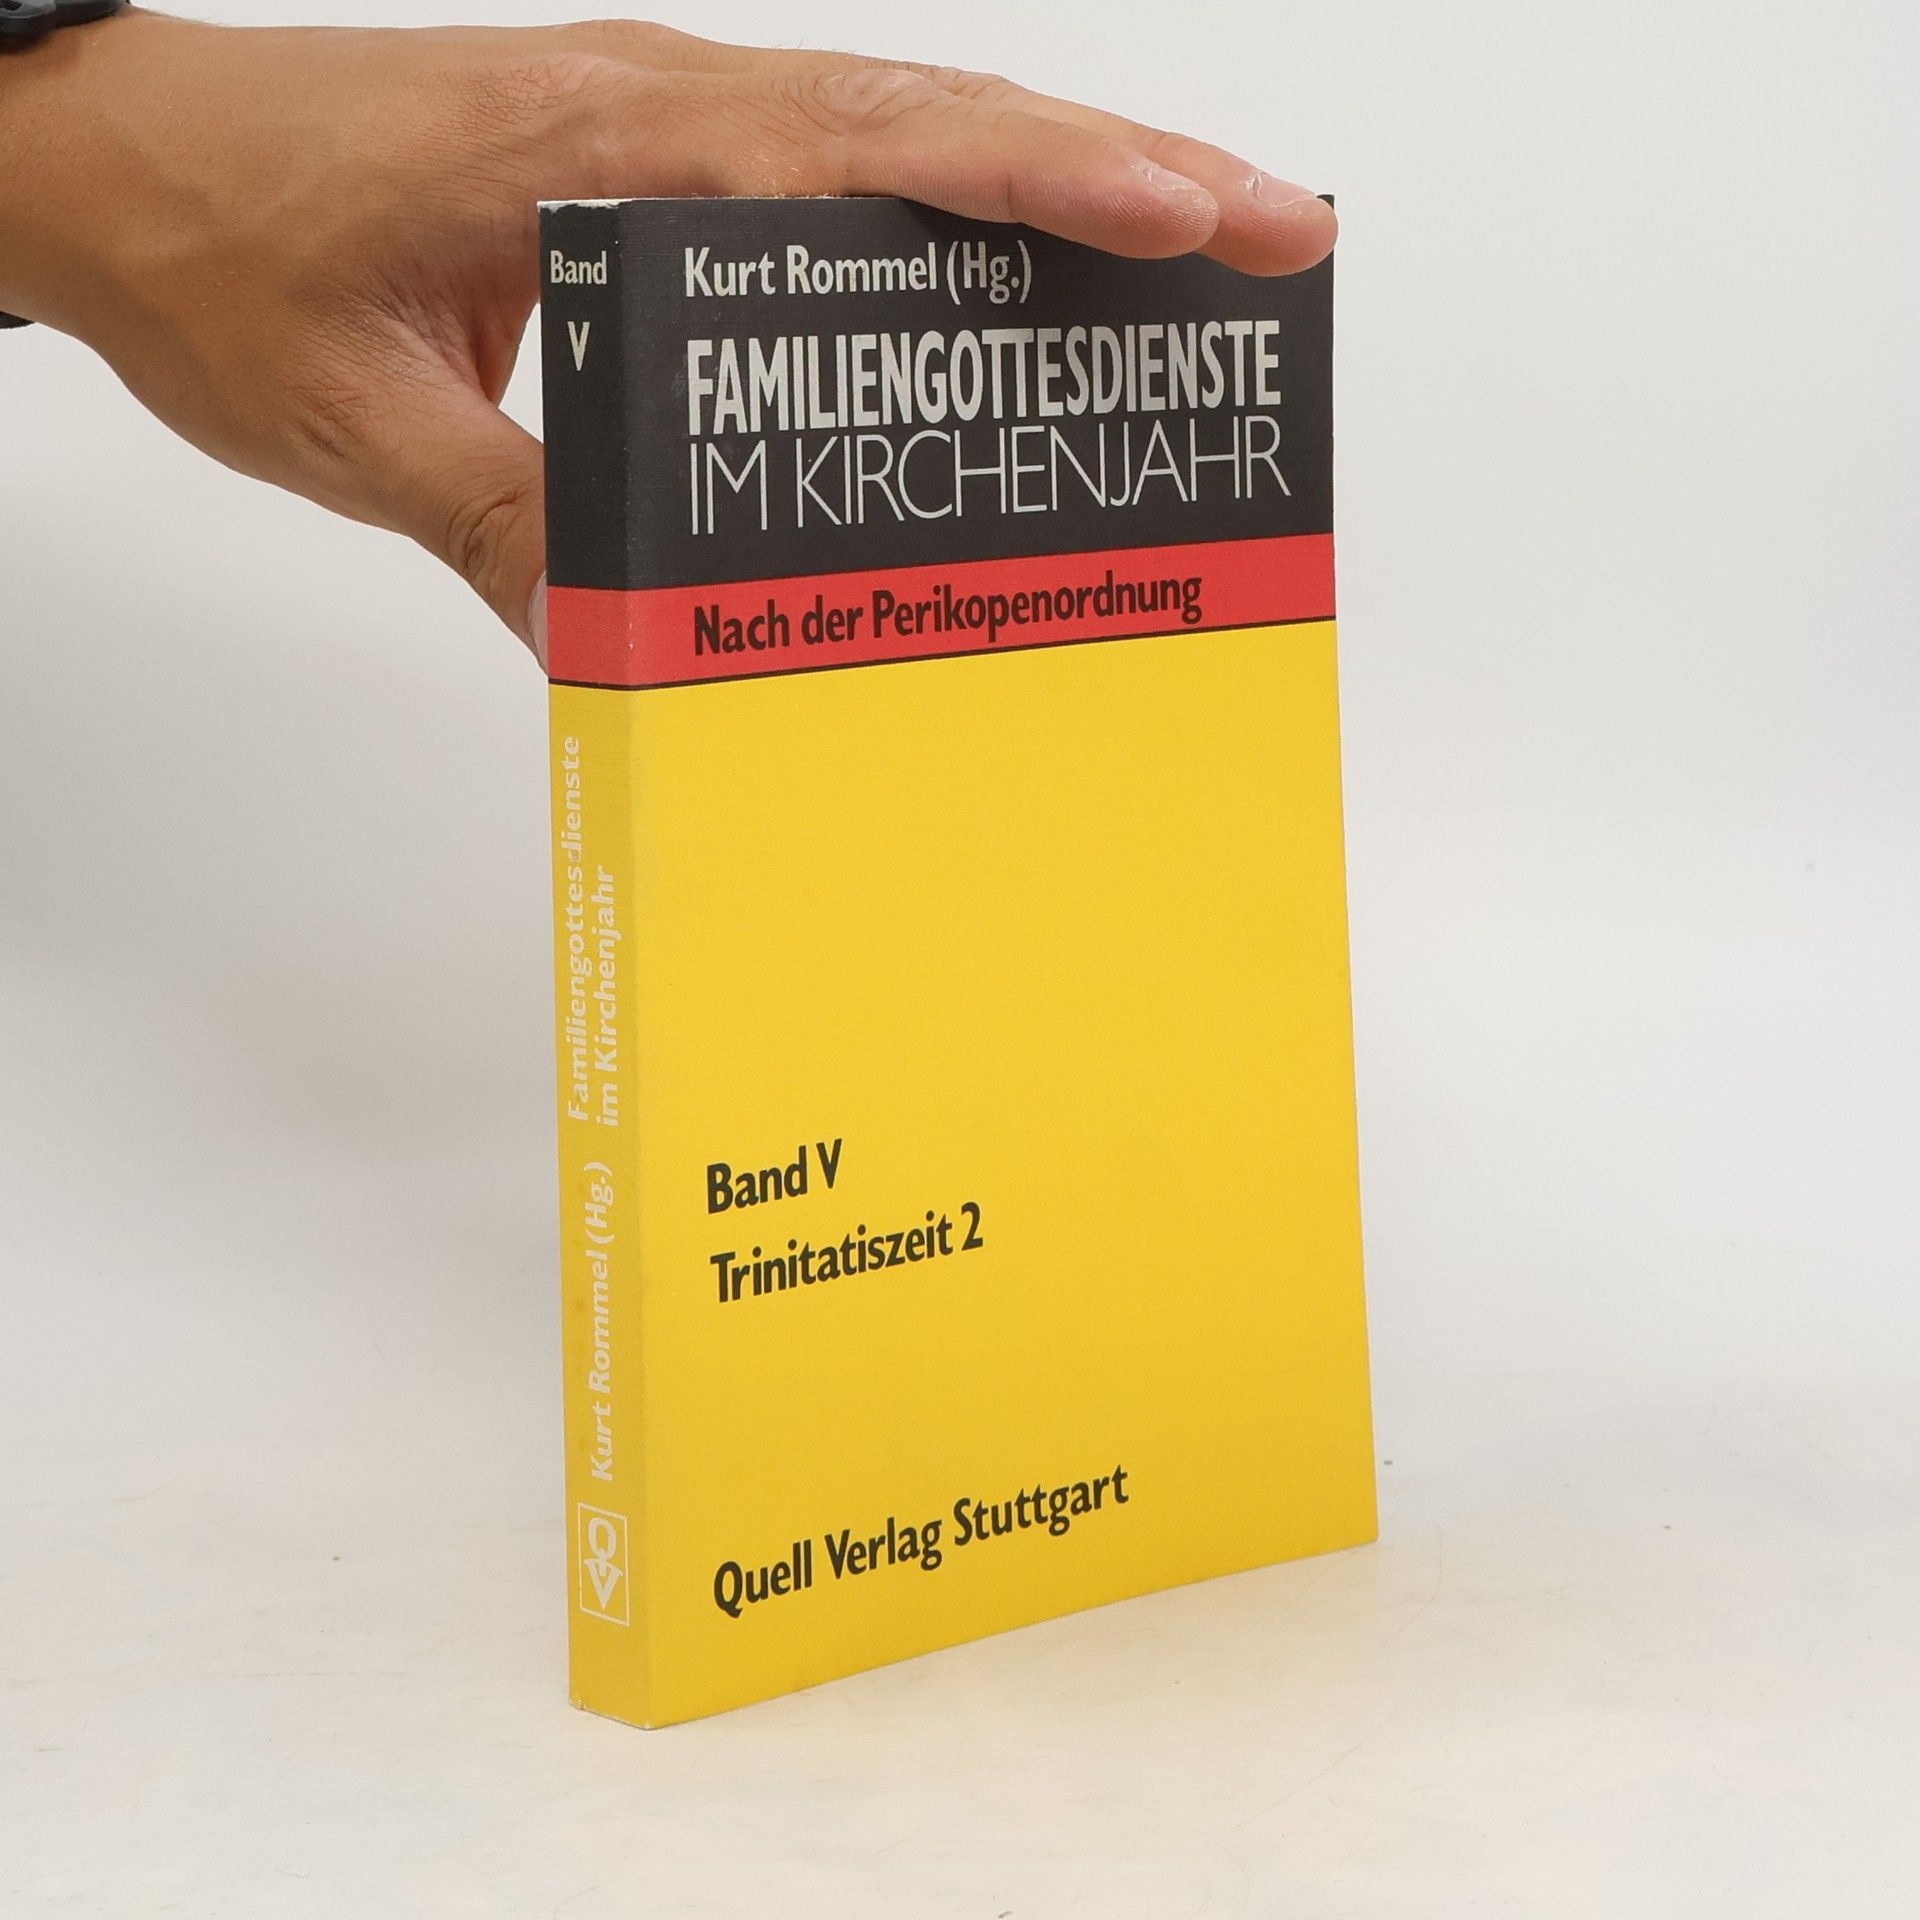 Band
V
Kurt Rommel (Hg.)
Familiengottesdienste
im Kirchenjahr
Kurt Rommel (Hg.)
FAMILIENGOTTESDIENSTE
IM KIRCHENJAHR
Nach der Perikopenordnung
Band V
Trinitatiszeit 2
Quell Verlag Stuttgart